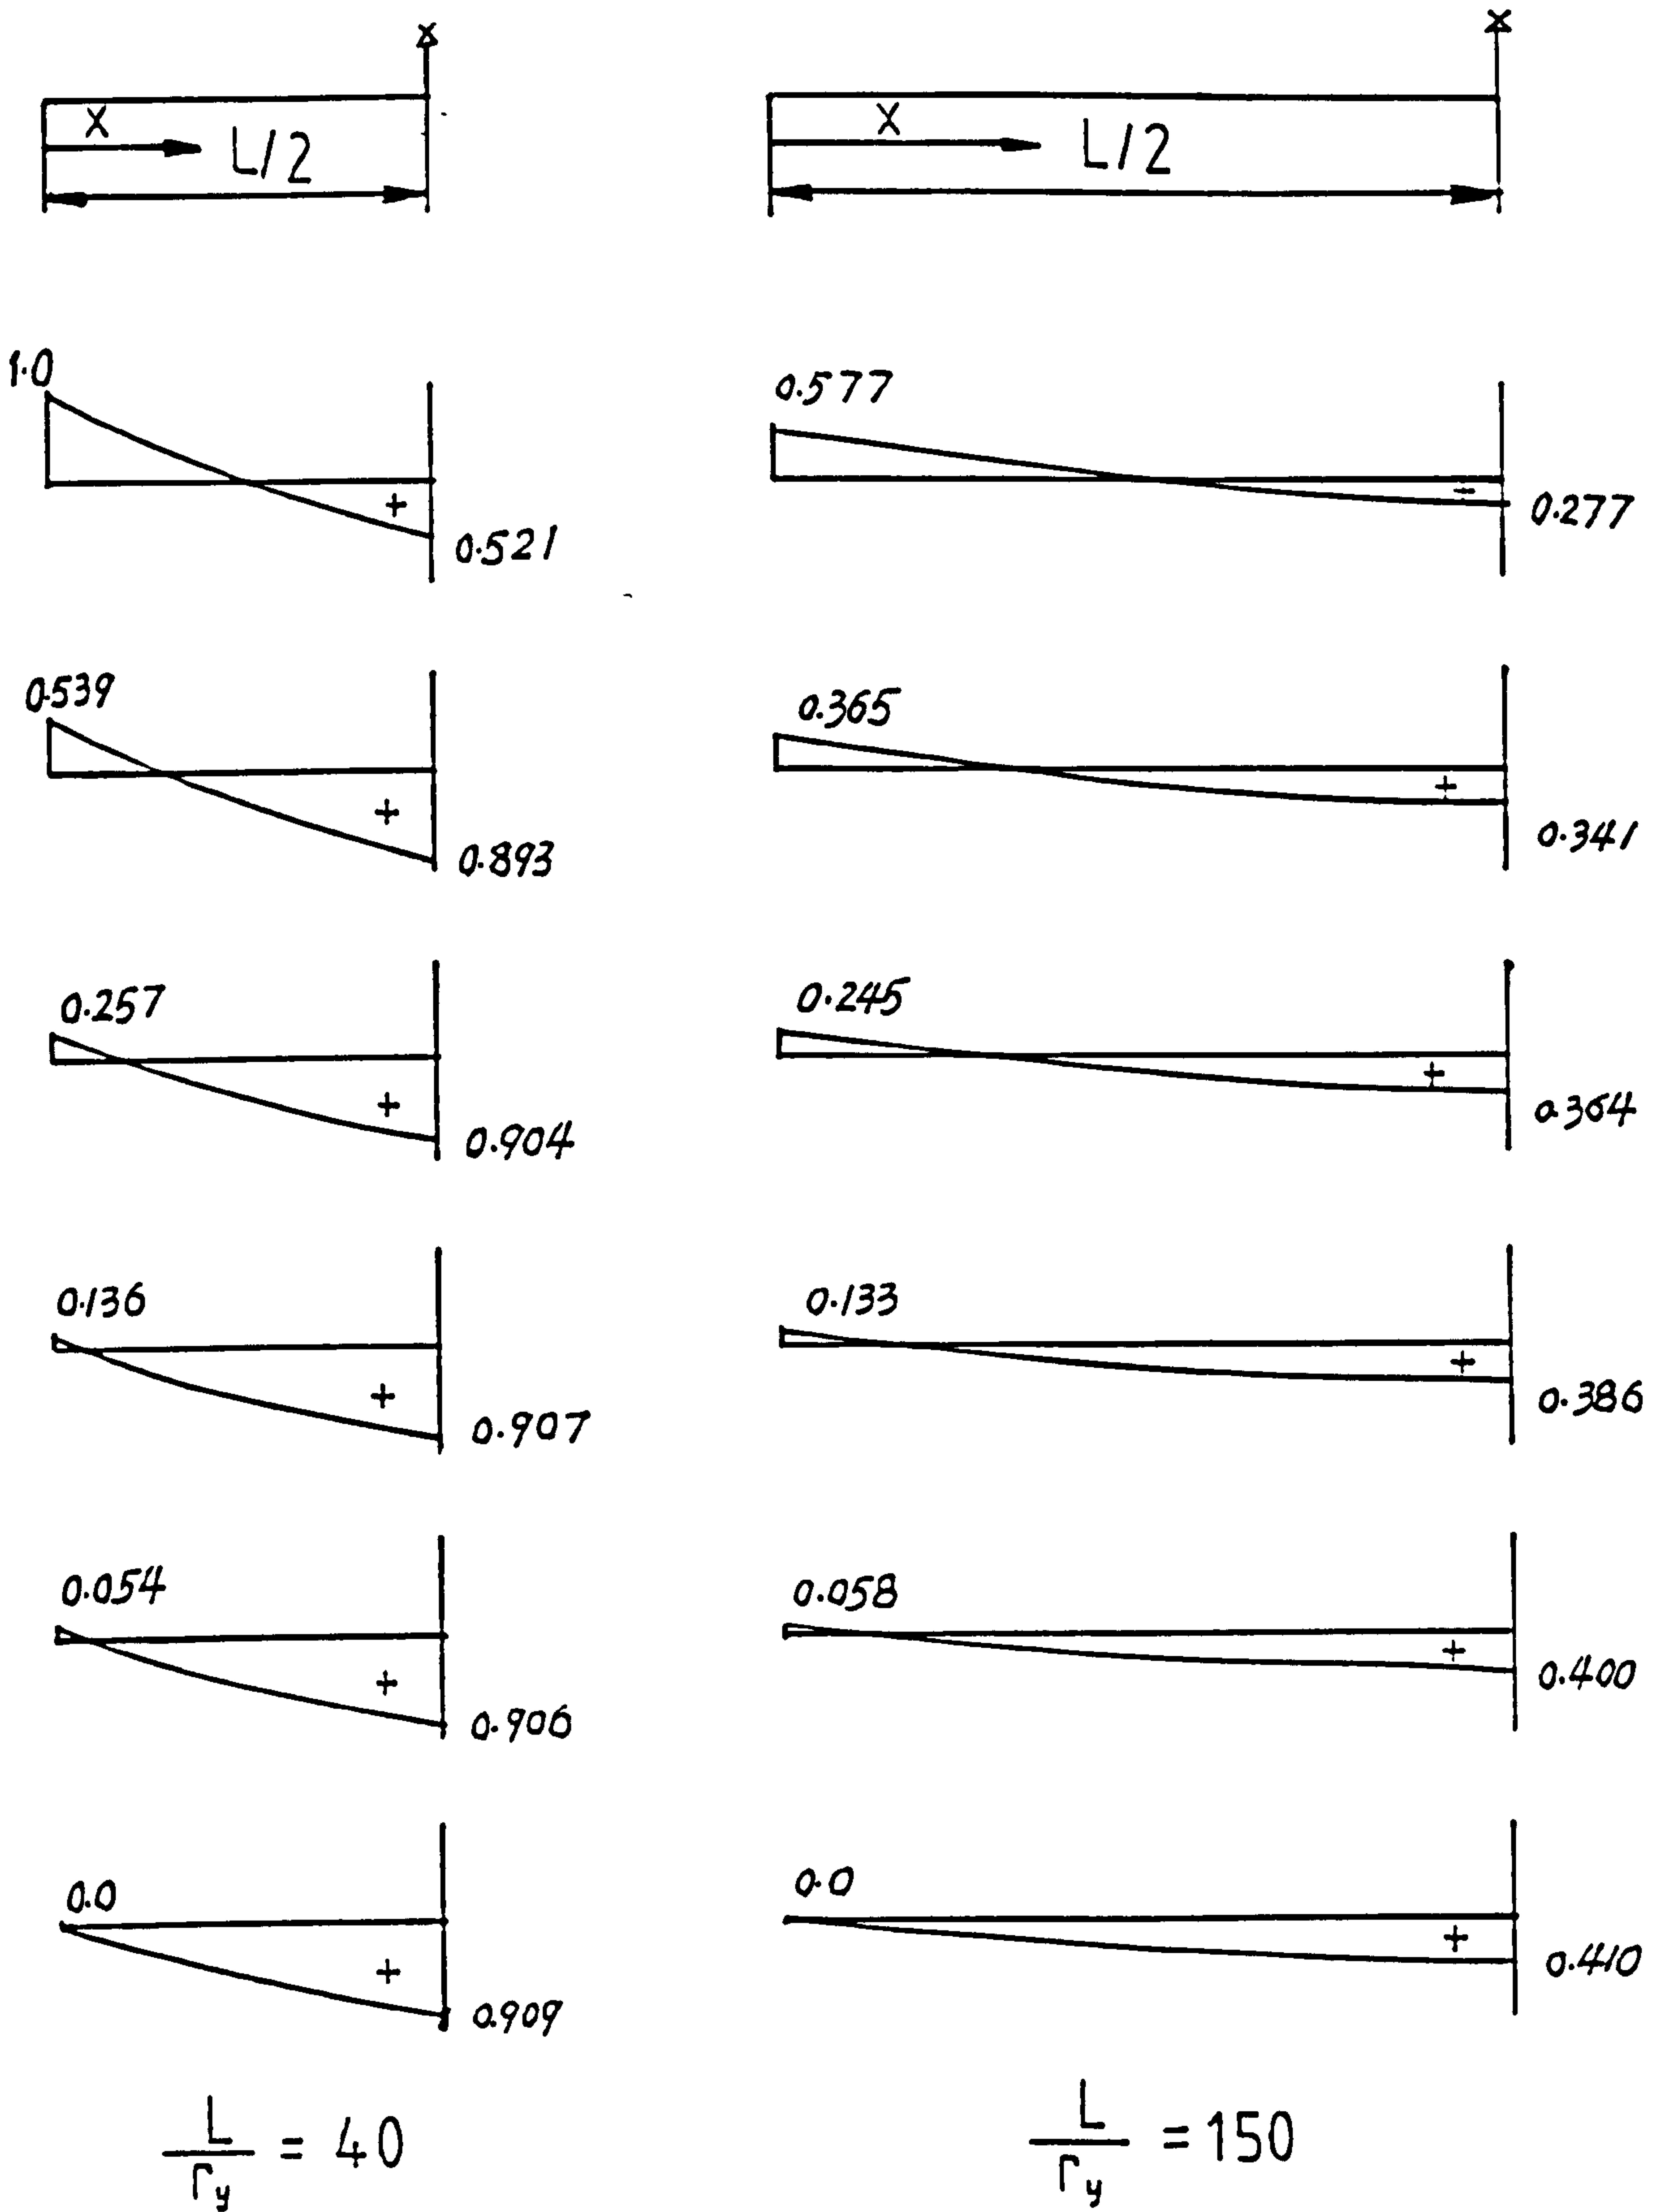 x x
X L/2 X L/2
1.0 0.577
+ 0.521 - 0.277
0.539 0.365
+ 0.893 + 0.341
0.257 0.245
+ 0.904 + 0.364
0.136 0.133
+ 0.907 + 0.386
0.054 0.058
+ 0.906 + 0.400
0.0 0.0
+ 0.909 + 0.410
L/ry = 40 L/ry = 150